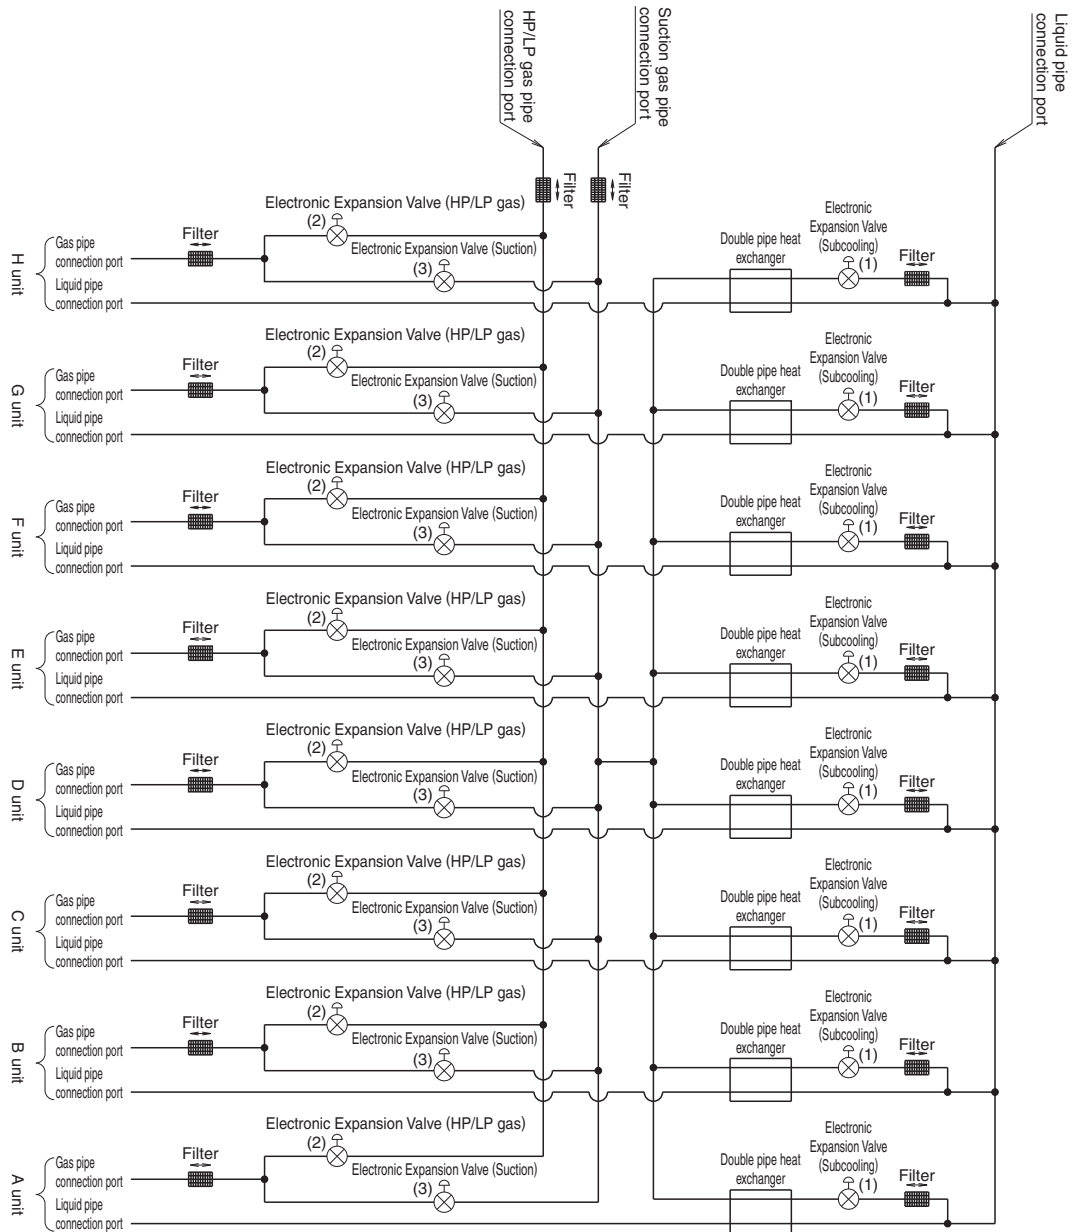 HP/LP gas pipe
connection port
Suction gas pipe
connection port
Liquid pipe
connection port
Filter
Filter
Electronic Expansion Valve (HP/LP gas)
(2)
Electronic Expansion Valve (Suction)
(3)
Filter
Gas pipe
connection port
Liquid pipe
connection port
H unit
Double pipe heat
exchanger
Electronic
Expansion Valve
(Subcooling)
(1)
Filter
Electronic Expansion Valve (HP/LP gas)
(2)
Electronic Expansion Valve (Suction)
(3)
Filter
Gas pipe
connection port
Liquid pipe
connection port
G unit
Double pipe heat
exchanger
Electronic
Expansion Valve
(Subcooling)
(1)
Filter
Electronic Expansion Valve (HP/LP gas)
(2)
Electronic Expansion Valve (Suction)
(3)
Filter
Gas pipe
connection port
Liquid pipe
connection port
F unit
Double pipe heat
exchanger
Electronic
Expansion Valve
(Subcooling)
(1)
Filter
Electronic Expansion Valve (HP/LP gas)
(2)
Electronic Expansion Valve (Suction)
(3)
Filter
Gas pipe
connection port
Liquid pipe
connection port
E unit
Double pipe heat
exchanger
Electronic
Expansion Valve
(Subcooling)
(1)
Filter
Electronic Expansion Valve (HP/LP gas)
(2)
Electronic Expansion Valve (Suction)
(3)
Filter
Gas pipe
connection port
Liquid pipe
connection port
D unit
Double pipe heat
exchanger
Electronic
Expansion Valve
(Subcooling)
(1)
Filter
Electronic Expansion Valve (HP/LP gas)
(2)
Electronic Expansion Valve (Suction)
(3)
Filter
Gas pipe
connection port
Liquid pipe
connection port
C unit
Double pipe heat
exchanger
Electronic
Expansion Valve
(Subcooling)
(1)
Filter
Electronic Expansion Valve (HP/LP gas)
(2)
Electronic Expansion Valve (Suction)
(3)
Filter
Gas pipe
connection port
Liquid pipe
connection port
B unit
Double pipe heat
exchanger
Electronic
Expansion Valve
(Subcooling)
(1)
Filter
Electronic Expansion Valve (HP/LP gas)
(2)
Electronic Expansion Valve (Suction)
(3)
Filter
Gas pipe
connection port
Liquid pipe
connection port
A unit
Double pipe heat
exchanger
Electronic
Expansion Valve
(Subcooling)
(1)
Filter